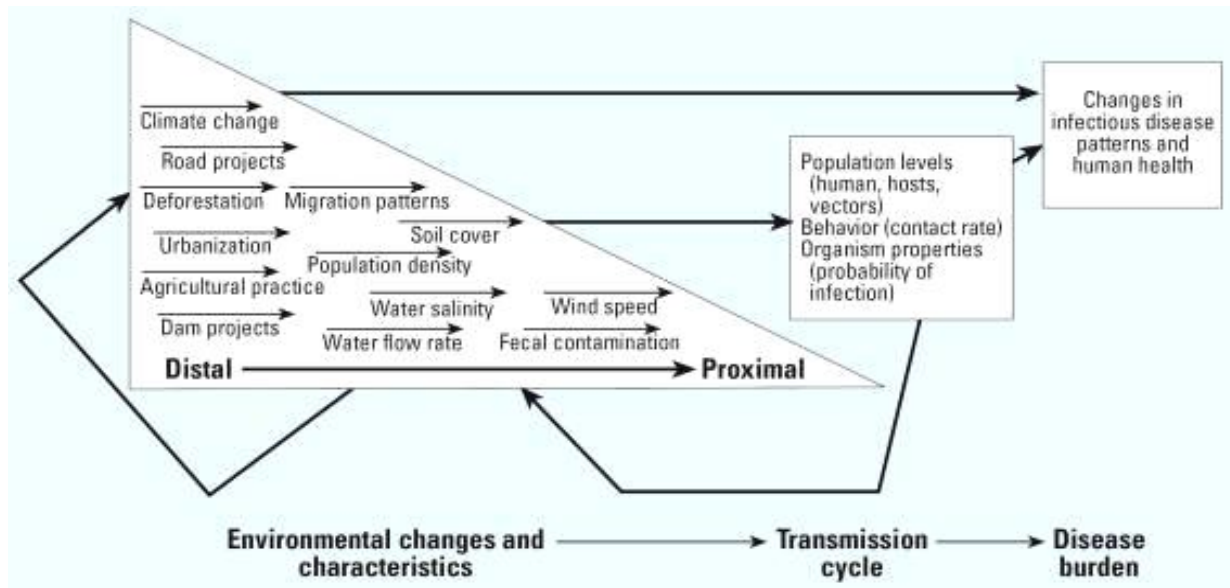 Climate change
Road projects
Deforestation
Migration patterns
Urbanization
Soil cover
Population density
Agricultural practice
Water salinity
Wind speed
Dam projects
Water flow rate
Fecal contamination
Distal
Proximal
Population levels
(human, hosts,
vectors)
Behavior (contact rate)
Organism properties
(probability of
infection)
Changes in
infectious disease
patterns and
human health
Environmental changes and
characteristics
Transmission
cycle
Disease
burden